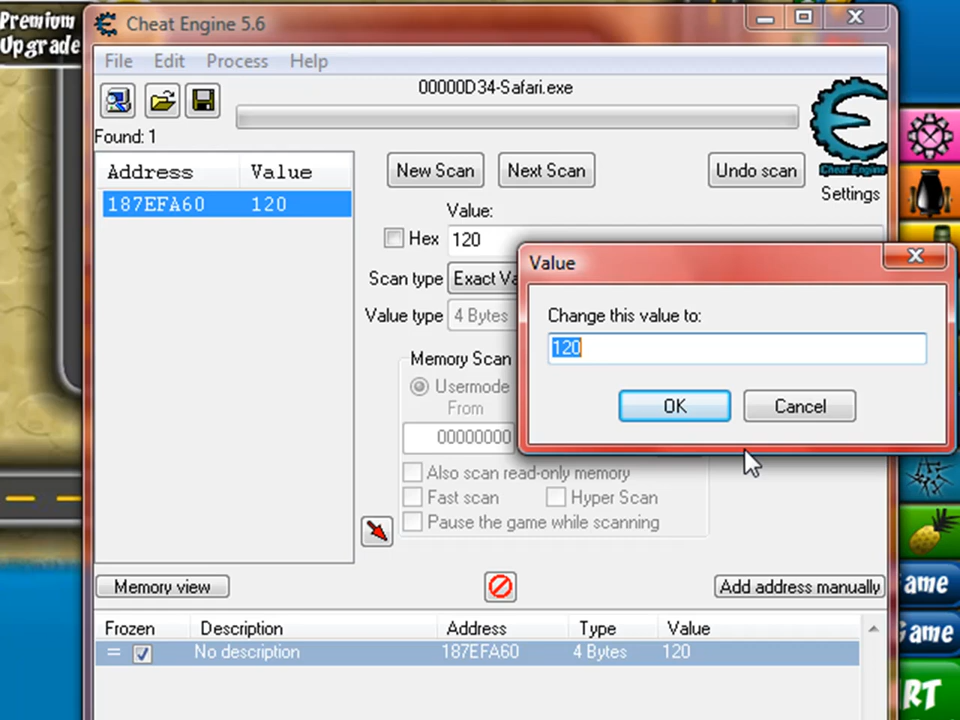 Premium
Upgrade
Cheat Engine 5.6
File Edit Process Help
00000D34-Safari.exe
Found: 1
Address Value
187EFA60 120
New Scan Next Scan Undo scan
Cheat Engine
Settings
Value:
Hex 120
Scan type Exact Va
Value type 4 Bytes
Memory Scan
Usermode
From
00000000
Also scan read-only memory
Fast scan Hyper Scan
Pause the game while scanning
Value
Change this value to:
120
OK Cancel
Memory view Add address manually
Frozen Description Address Type Value
= No description 187EFA60 4 Bytes 120
ame
Game
RT